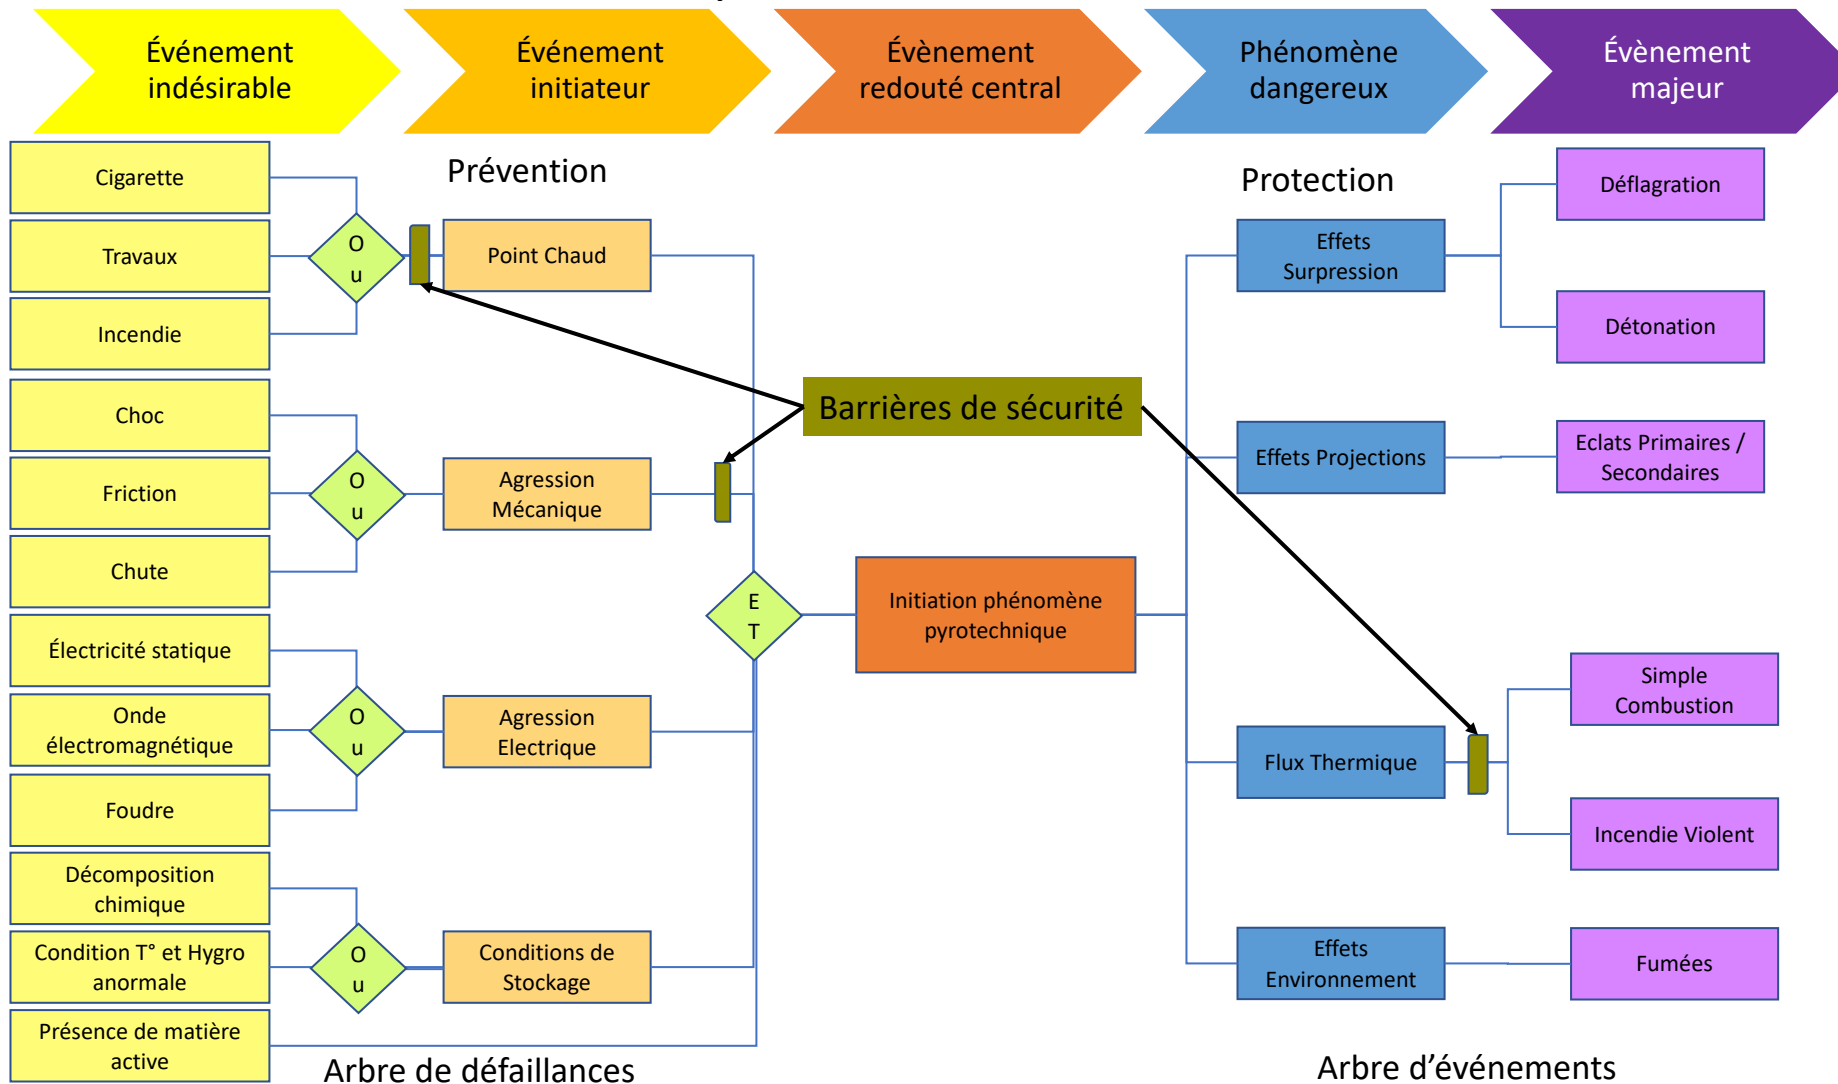 Événement
indésirable
Événement
initiateur
Évènement
redouté central
Phénomène
dangereux
Évènement
majeur
Prévention
Protection
Cigarette
Travaux
Incendie
O
u
Point Chaud
Choc
Friction
Chute
O
u
Agression
Mécanique
Électricité statique
Onde
électromagnétique
Foudre
O
u
Agression
Electrique
Décomposition
chimique
Condition T° et Hygro
anormale
Présence de matière
active
O
u
Conditions de
Stockage
E
T
Barrières de sécurité
Initiation phénomène
pyrotechnique
Effets
Surpression
Déflagration
Détonation
Effets Projections
Eclats Primaires /
Secondaires
Flux Thermique
Simple
Combustion
Incendie Violent
Effets
Environnement
Fumées
Arbre de défaillances
Arbre d’événements